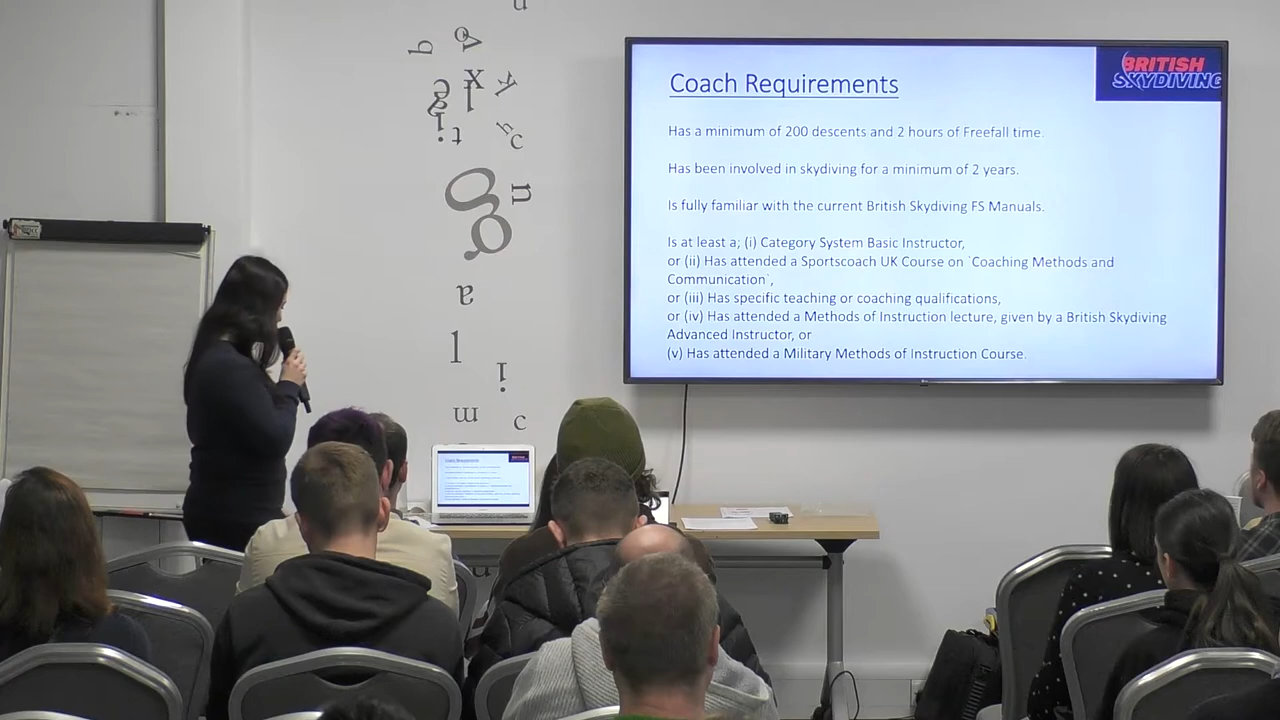 BRITISH
SKYDIVING
Coach Requirements
Has a minimum of 200 descents and 2 hours of Freefall time.
Has been involved in skydiving for a minimum of 2 years.
Is fully familiar with the current British Skydiving FS Manuals.
Is at least a; (i) Category System Basic Instructor,
or (ii) Has attended a Sportscoach UK Course on `Coaching Methods and
Communication`,
or (iii) Has specific teaching or coaching qualifications,
or (iv) Has attended a Methods of Instruction lecture, given by a British Skydiving
Advanced Instructor, or
(v) Has attended a Military Methods of Instruction Course.
Coach Requirements